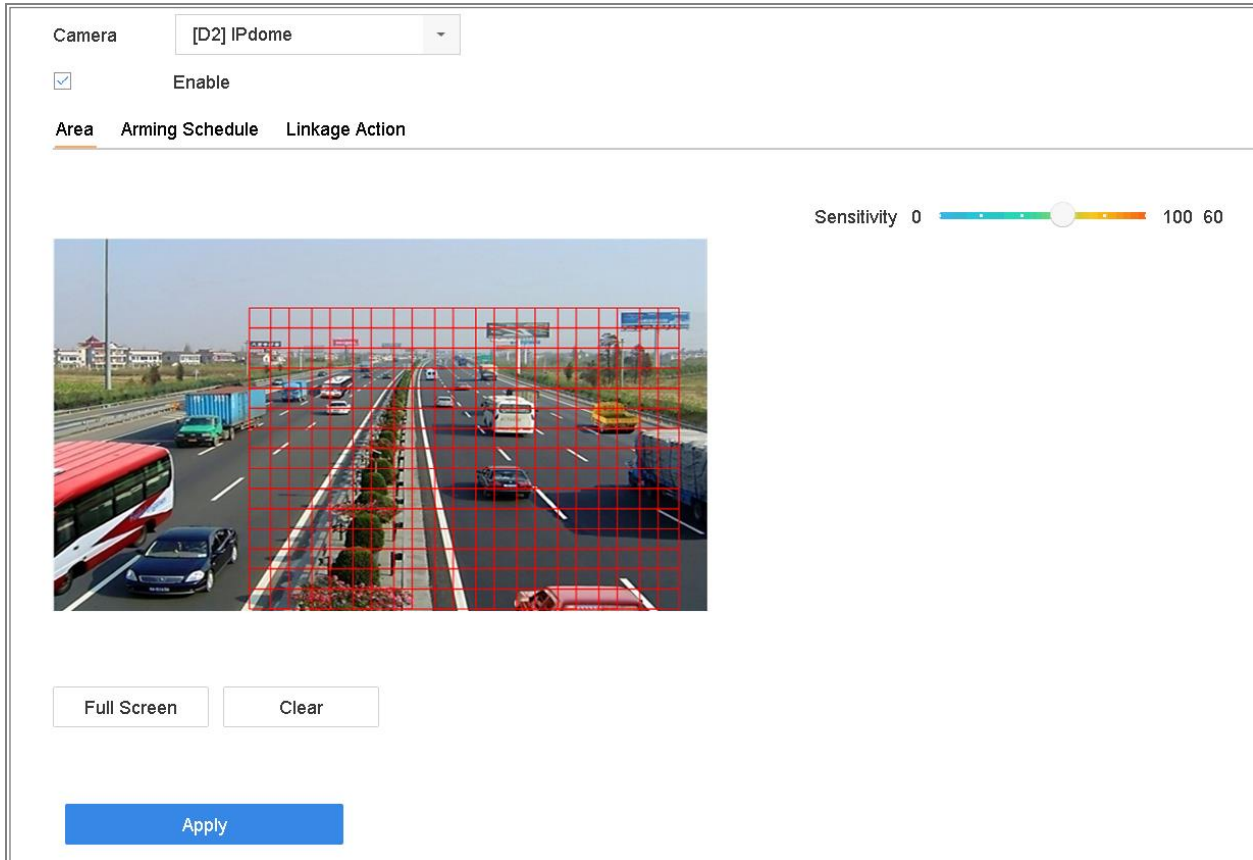 Camera [D2] IPdome
Enable
Area Arming Schedule Linkage Action
Sensitivity 0 100 60
Full Screen Clear
Apply